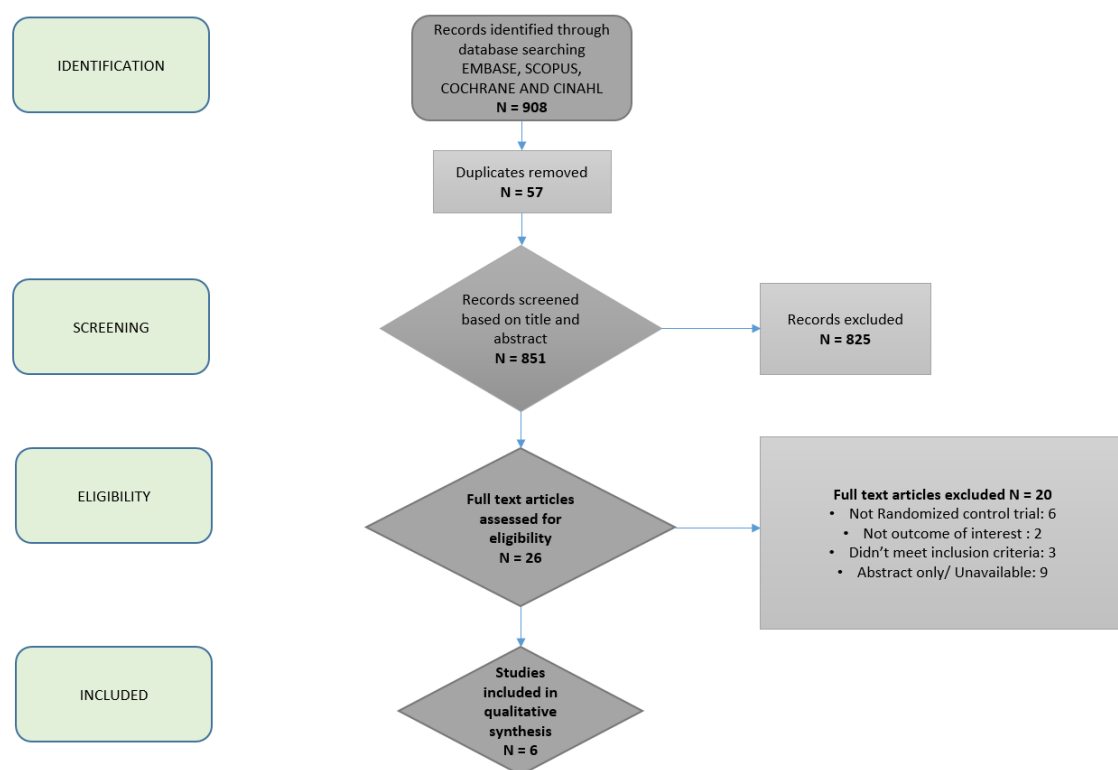 IDENTIFICATION
Records identified through
database searching
EMBASE, SCOPUS,
COCHRANE AND CINAHL
N = 908
Duplicates removed
N = 57
SCREENING
Records screened
based on title and
abstract
N = 851
Records excluded
N = 825
ELIGIBILITY
Full text articles
assessed for
eligibility
N = 26
Full text articles excluded N = 20
• Not Randomized control trial: 6
• Not outcome of interest : 2
• Didn't meet inclusion criteria: 3
• Abstract only/ Unavailable: 9
INCLUDED
Studies
included in
qualitative
synthesis
N = 6